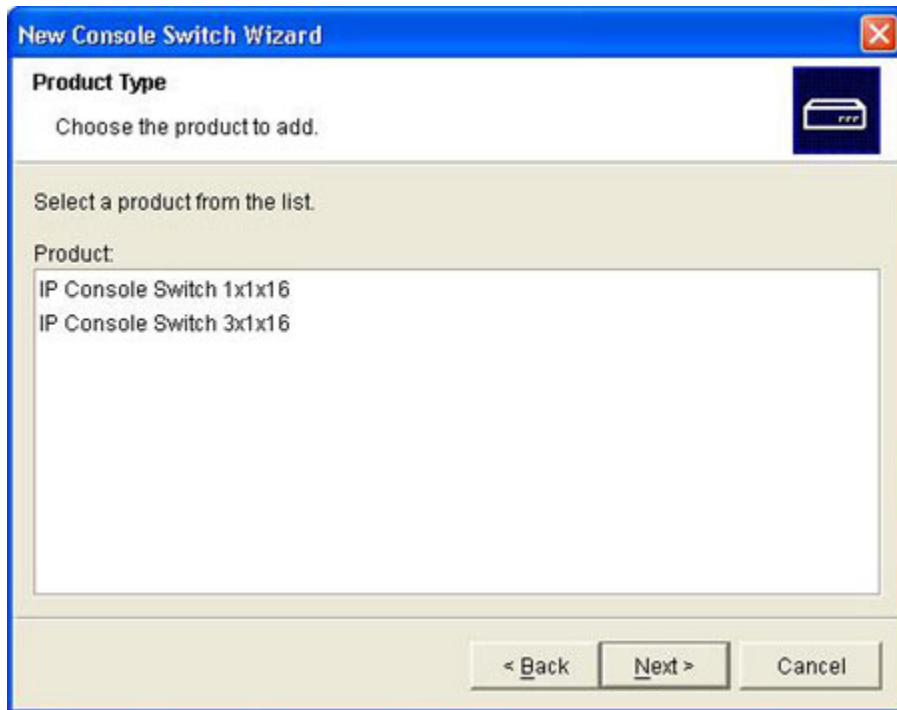 New Console Switch Wizard
Product Type
Choose the product to add.
Select a product from the list.
Product:
IP Console Switch 1x1x16
IP Console Switch 3x1x16
< Back Next > Cancel